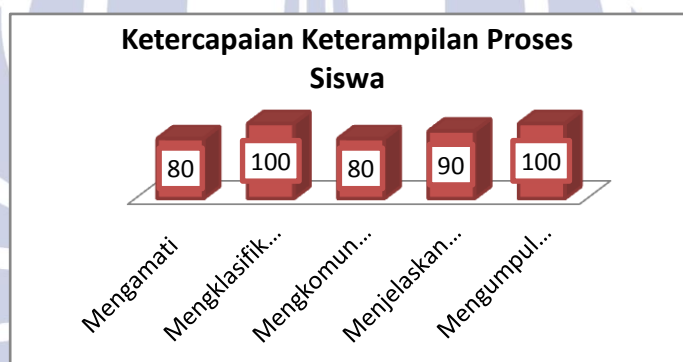 Ketercapaian Keterampilan Proses
Siswa
80
100
80
90
100
Mengamati
Mengklasifik...
Mengkomun...
Menjelaskan...
Mengumpul...